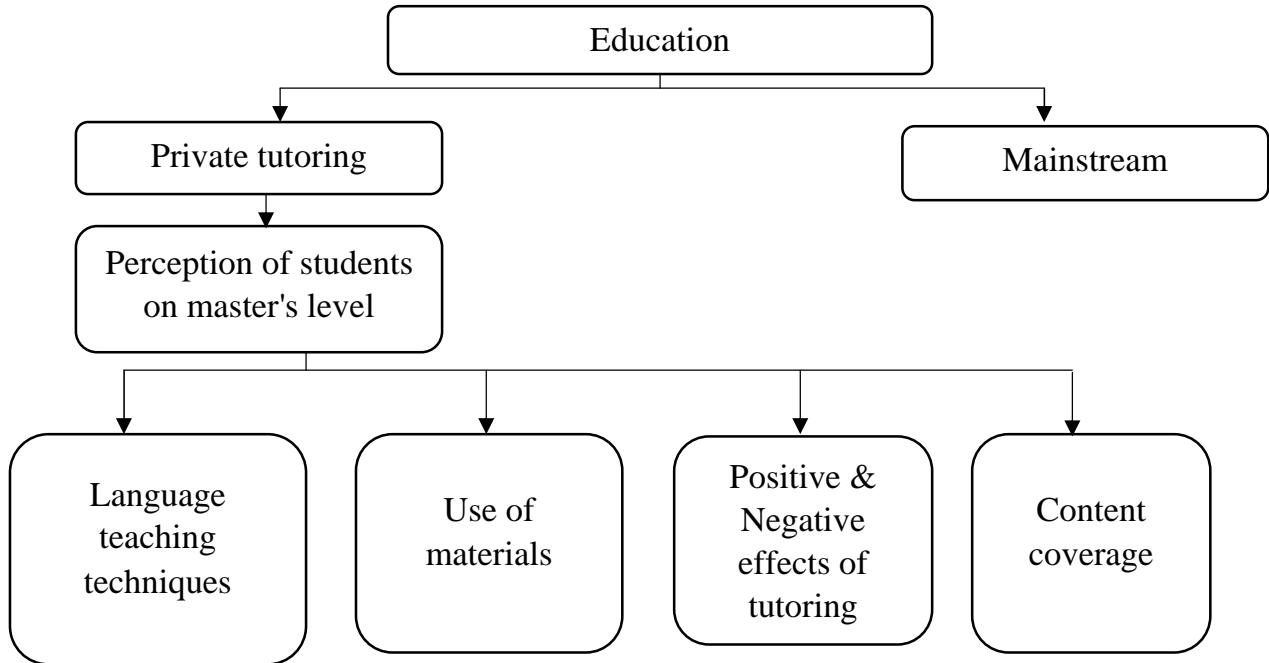 Education
Private tutoring
Mainstream
Perception of students
on master's level
Language
teaching
techniques
Use of
materials
Positive &
Negative
effects of
tutoring
Content
coverage